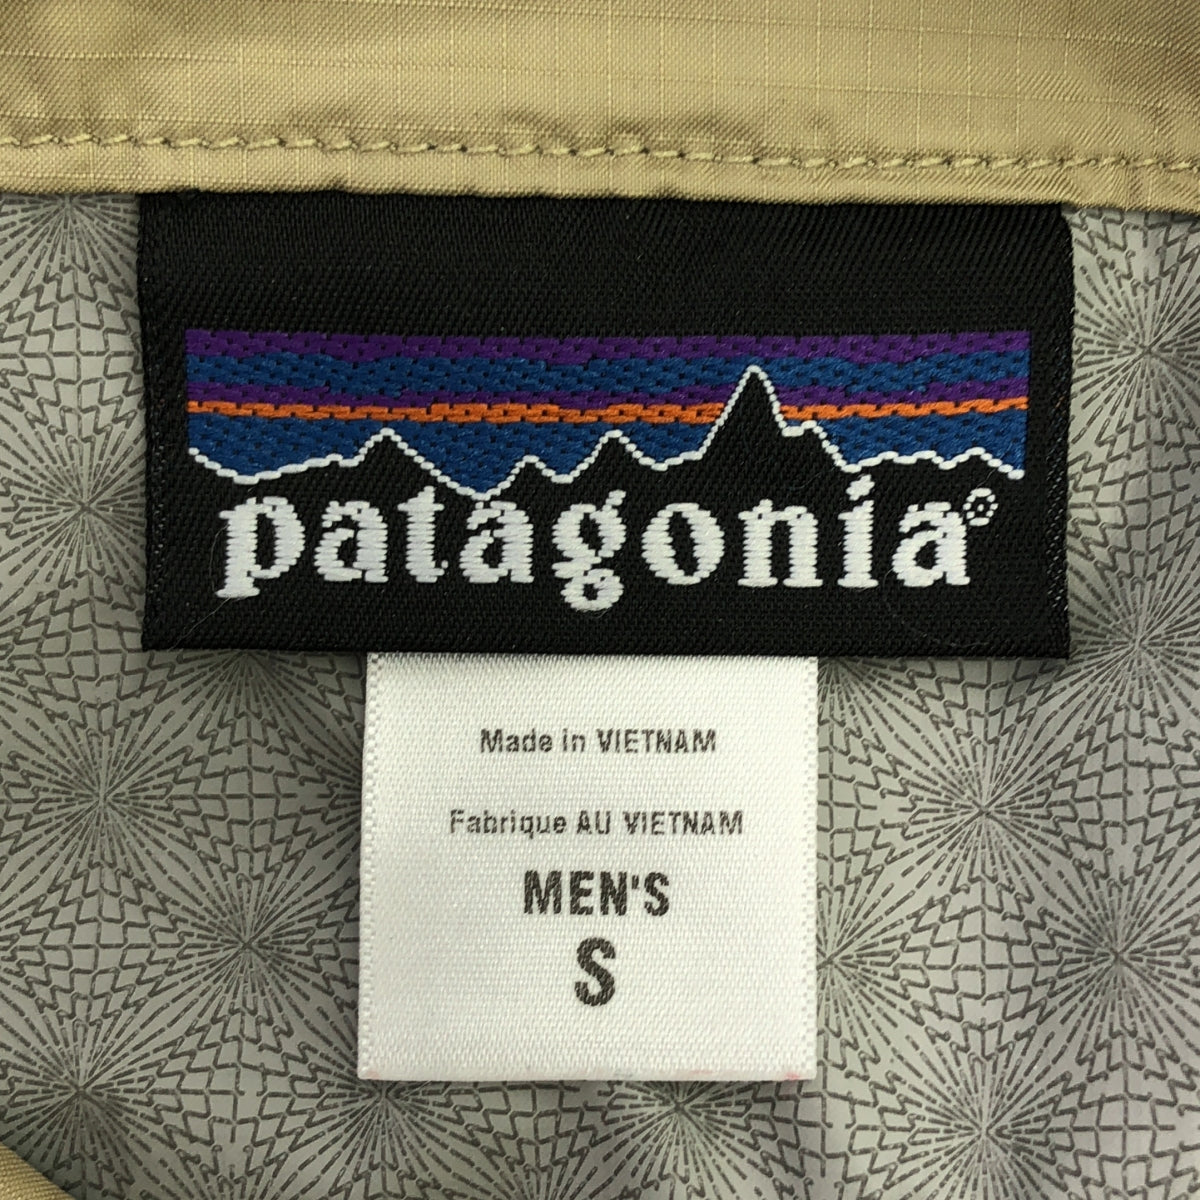 patagonia®
Made in VIETNAM
Fabrique AU VIETNAM
MEN'S
S